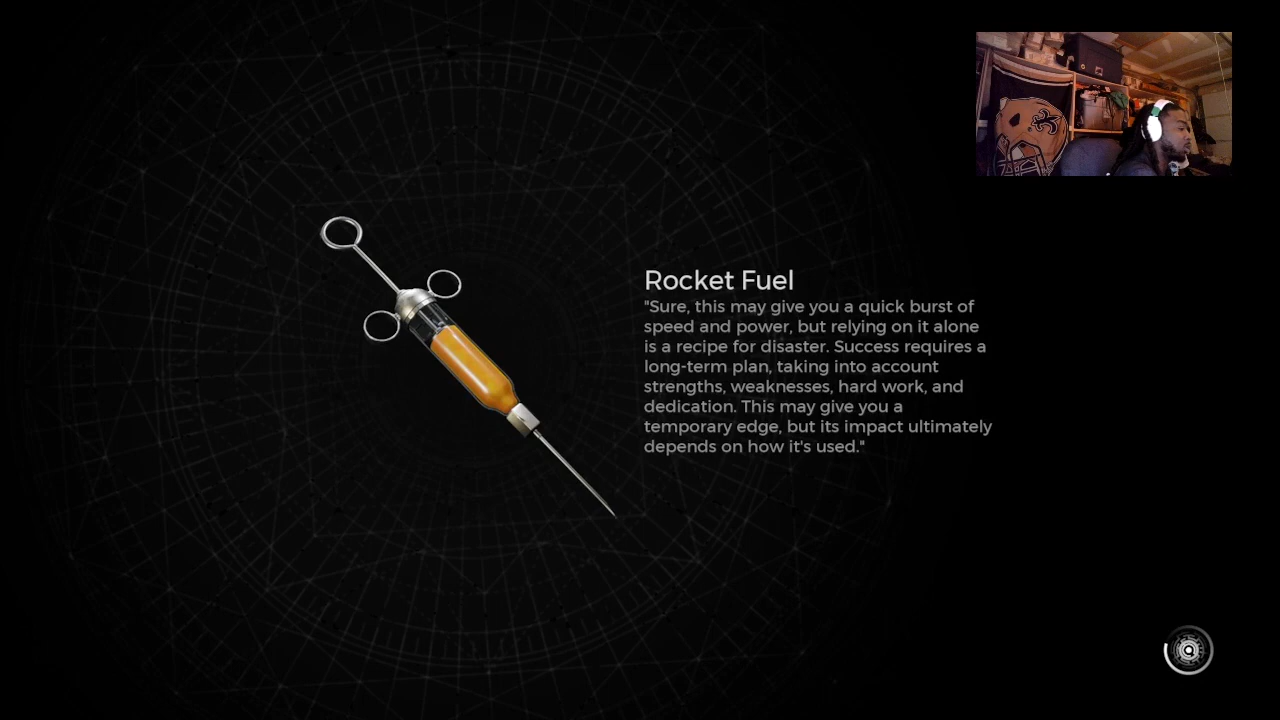 Rocket Fuel
"Sure, this may give you a quick burst of
speed and power, but relying on it alone
is a recipe for disaster. Success requires a
long-term plan, taking into account
strengths, weaknesses, hard work, and
dedication. This may give you a
temporary edge, but its impact ultimately
depends on how it's used."